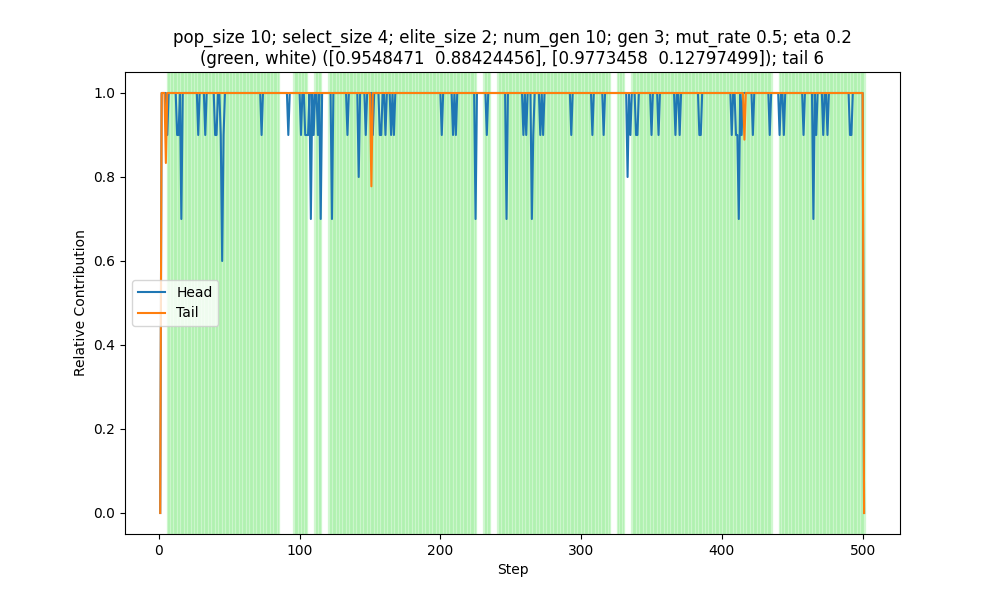 pop_size 10; select_size 4; elite_size 2; num_gen 10; gen 3; mut_rate 0.5; eta 0.2
(green, white) ([0.9548471  0.88424456], [0.9773458  0.12797499]); tail 6
1.0
0.8
0.6
0.4
0.2
0.0
Relative Contribution
Head
Tail
0
100
200
300
400
500
Step